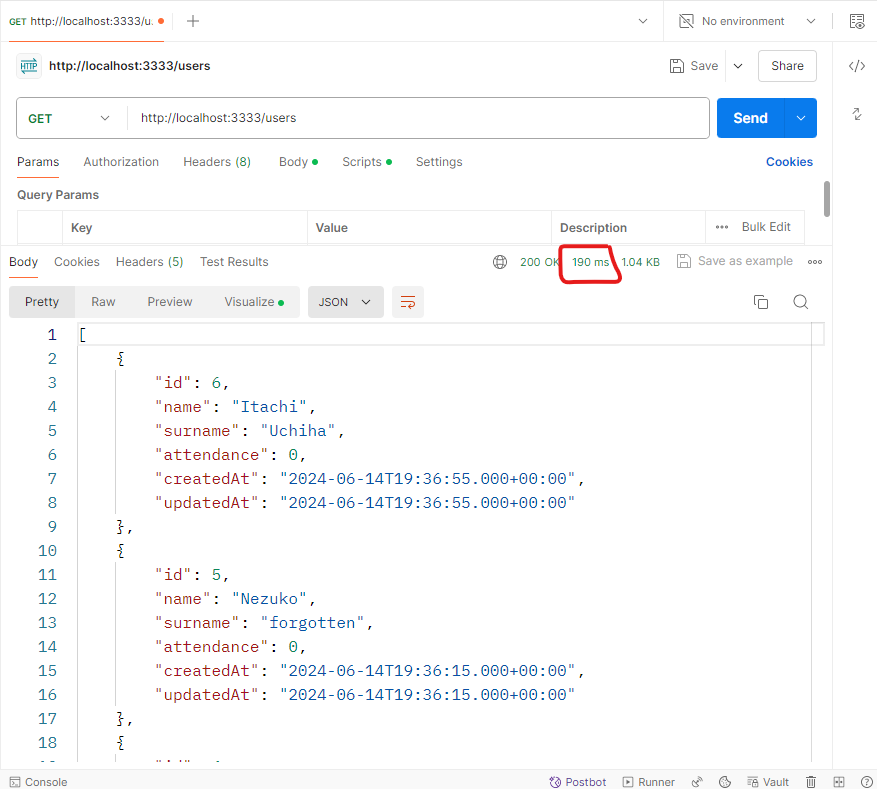 GET http://localhost:3333/u.
No environment
HTTP http://localhost:3333/users
Save
Share
GET http://localhost:3333/users
Send
Params Authorization Headers (8) Body Scripts Settings Cookies
Query Params
Key Value Description Bulk Edit
Body Cookies Headers (5) Test Results 200 OK 190 ms 1.04 KB Save as example
Pretty Raw Preview Visualize JSON
1 [
2 {
3 "id": 6,
4 "name": "Itachi",
5 "surname": "Uchiha",
6 "attendance": 0,
7 "createdAt": "2024-06-14T19:36:55.000+00:00",
8 "updatedAt": "2024-06-14T19:36:55.000+00:00"
9 },
10 {
11 "id": 5,
12 "name": "Nezuko",
13 "surname": "forgotten",
14 "attendance": 0,
15 "createdAt": "2024-06-14T19:36:15.000+00:00",
16 "updatedAt": "2024-06-14T19:36:15.000+00:00"
17 },
18 {
Console Postbot Runner Vault